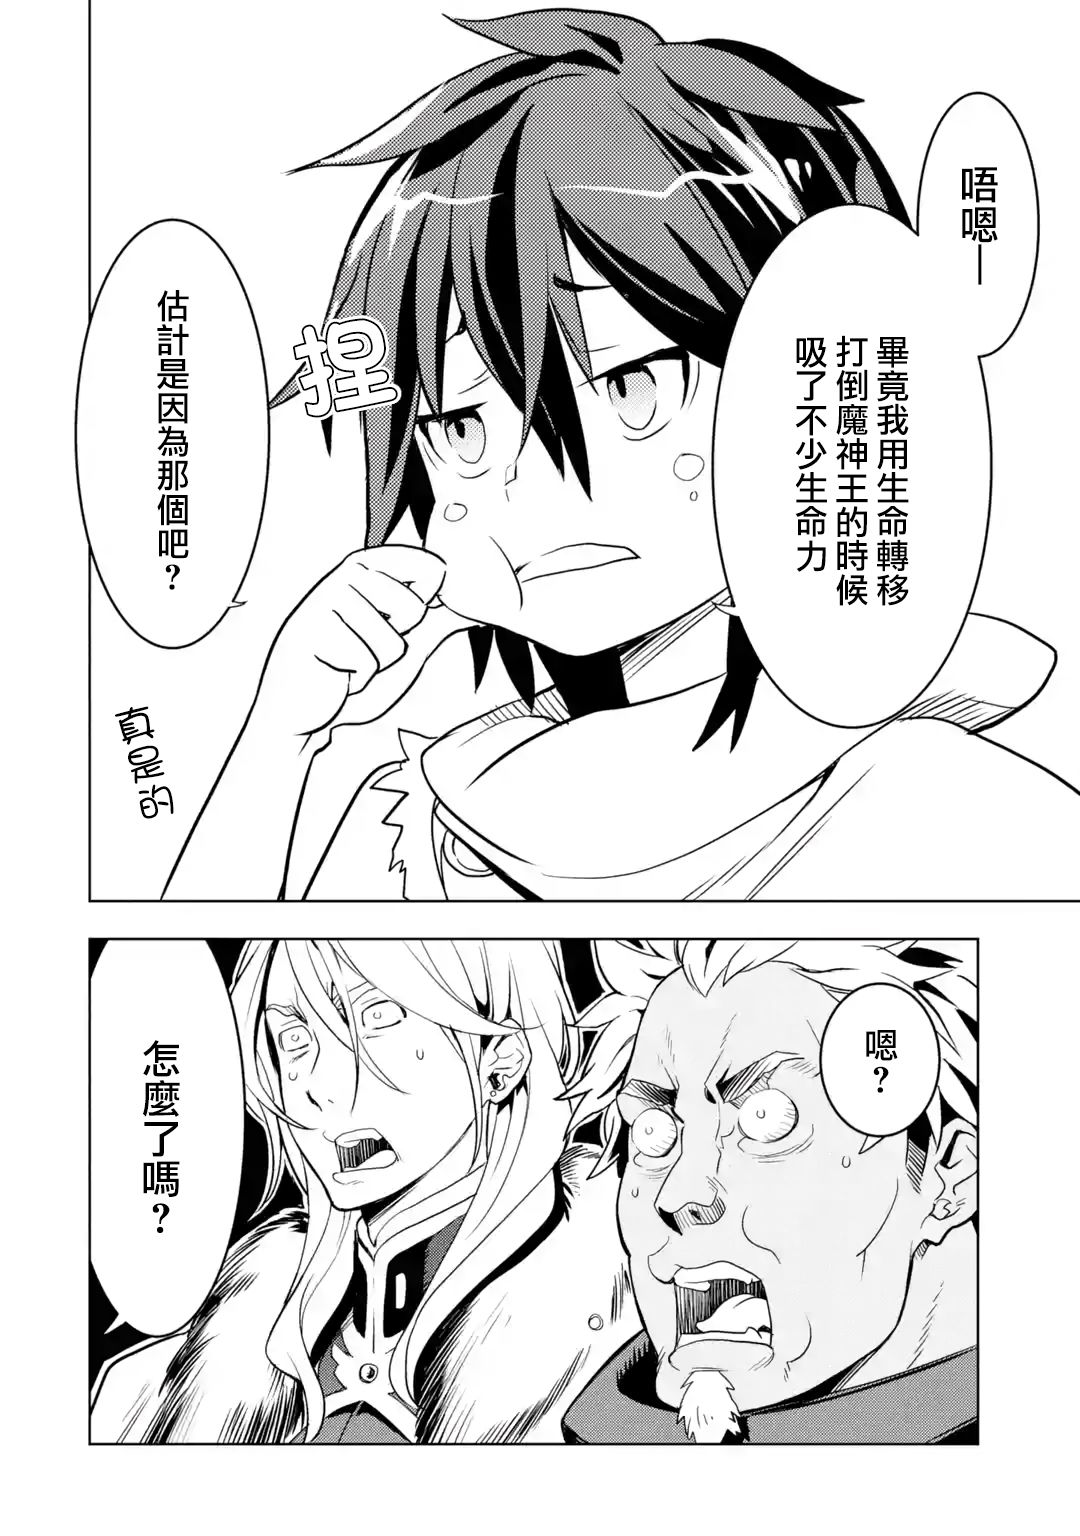 唔嗯—
畢竟我用生命轉移
打倒魔神王的時候
吸了不少生命力
捏
估計是因為那個吧?
真是的
嗯?
怎麼了嗎?